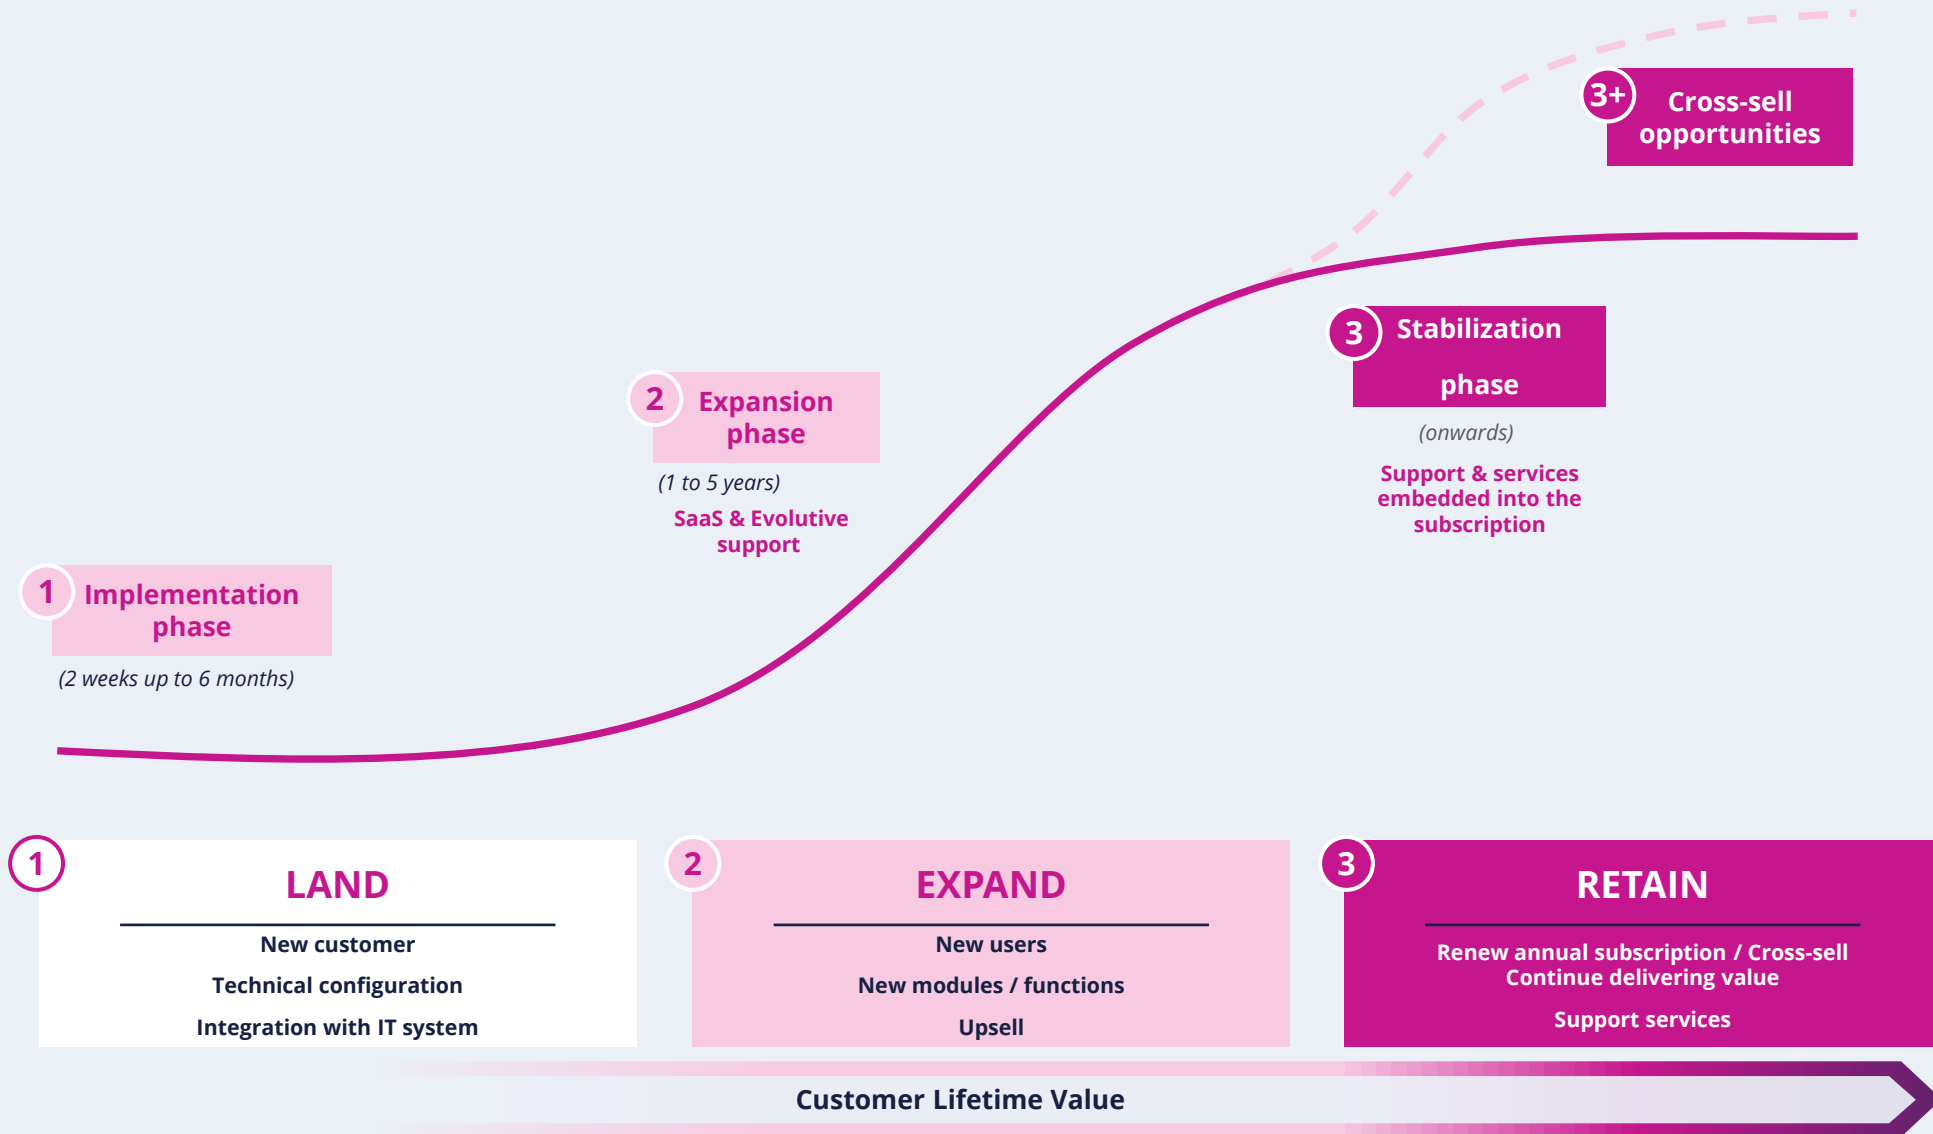 3+
Cross-sell
opportunities
3
Stabilization
phase
(onwards)
Support & services
embedded into the
subscription
2
Expansion
phase
(1 to 5 years)
SaaS & Evolutive
support
1
Implementation
phase
(2 weeks up to 6 months)
1
LAND
New customer
Technical configuration
Integration with IT system
2
EXPAND
New users
New modules / functions
Upsell
3
RETAIN
Renew annual subscription / Cross-sell
Continue delivering value
Support services
Customer Lifetime Value